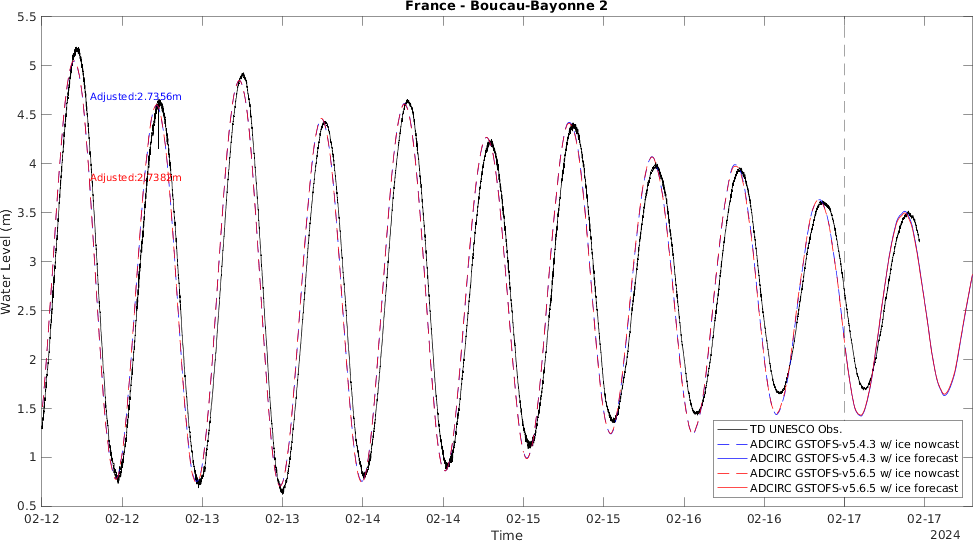 France - Boucau-Bayonne 2
5.5
5
4.5
4
3.5
3
2.5
2
1.5
1
0.5
Water Level (m)
Adjusted:2.7356m
Adjusted:2.7382m
TD UNESCO Obs.
ADCIRC GSTOFS-v5.4.3 w/ ice nowcast
ADCIRC GSTOFS-v5.4.3 w/ ice forecast
ADCIRC GSTOFS-v5.6.5 w/ ice nowcast
ADCIRC GSTOFS-v5.6.5 w/ ice forecast
02-12 02-12 02-13 02-13 02-14 02-14 02-15 02-15 02-16 02-16 02-17 02-17
2024
Time